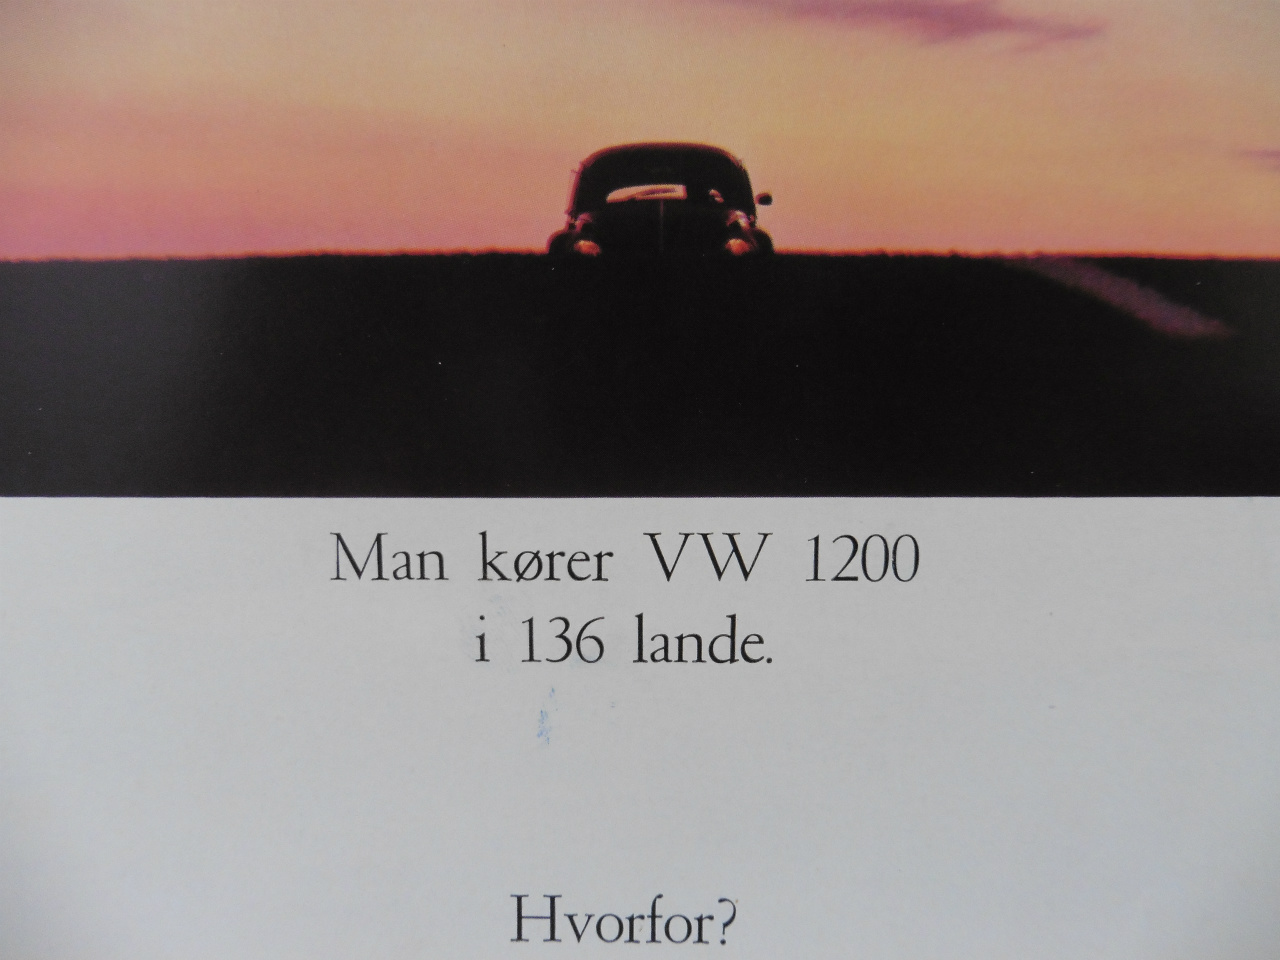 Man kører VW 1200
i 136 lande.
Hvorfor?